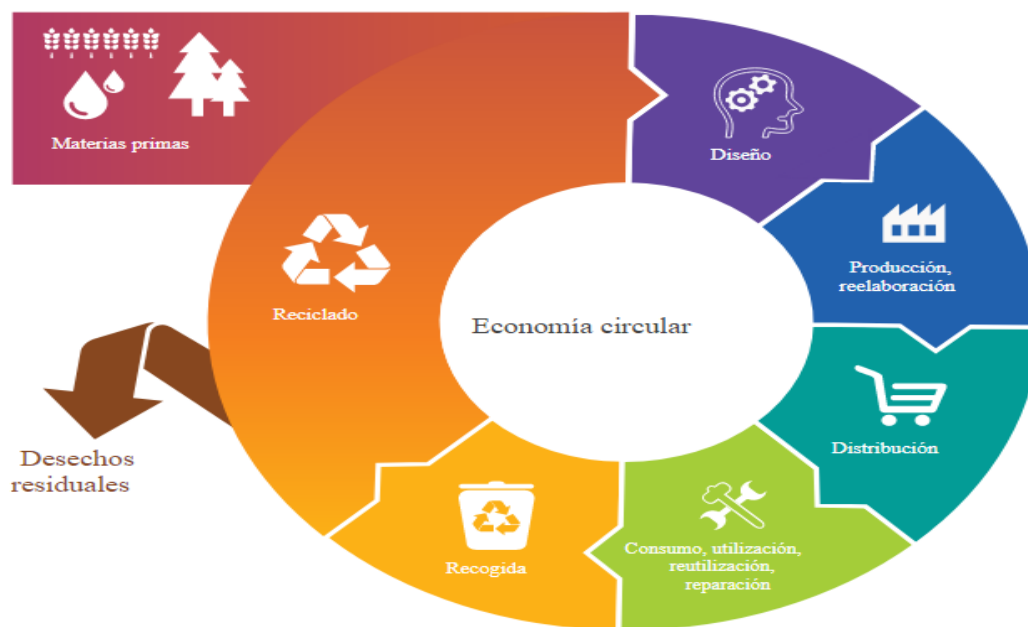 Materias primas
Diseño
Producción,
reelaboración
Distribución
Consumo, utilización,
reutilización,
reparación
Recogida
Reciclado
Desechos
residuales
Economía circular